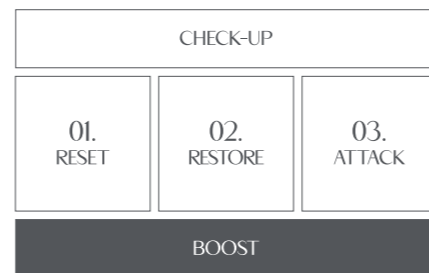 CHECK-UP
01.
RESET
02.
RESTORE
03.
ATTACK
BOOST